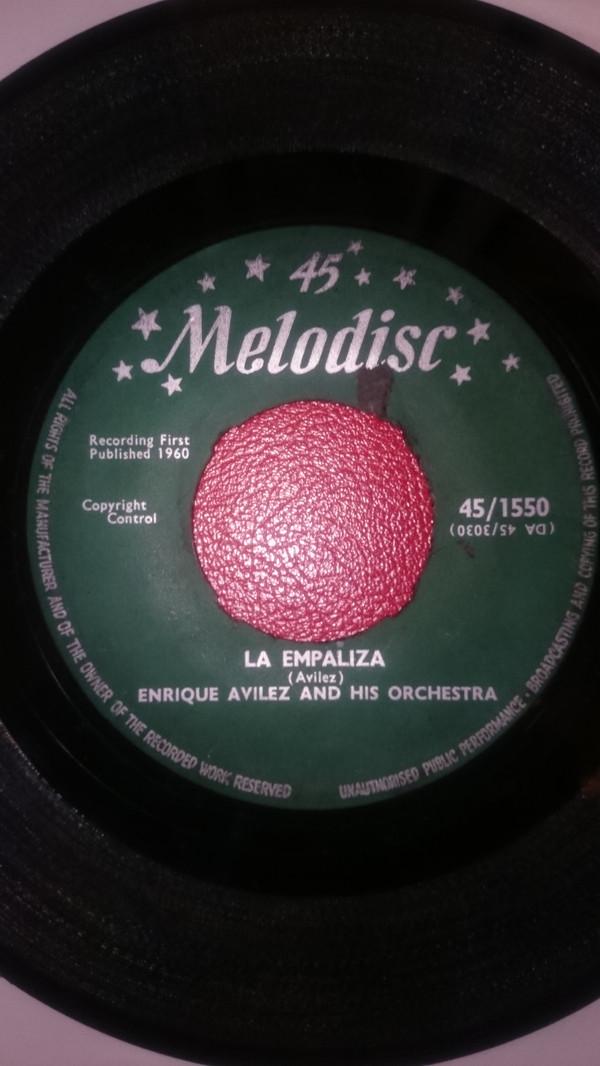 45
Melodisc
Recording First
Published 1960
Copyright
Control
45/1550
(DA 45/3030)
LA EMPALIZA
(Avilez)
ENRIQUE AVILEZ AND HIS ORCHESTRA
ALL RIGHTS OF THE MANUFACTURER AND OF THE OWNER OF THE RECORDED WORK RESERVED
UNAUTHORISED PUBLIC PERFORMANCE · BROADCASTING AND COPYING OF THIS RECORD PROHIBITED